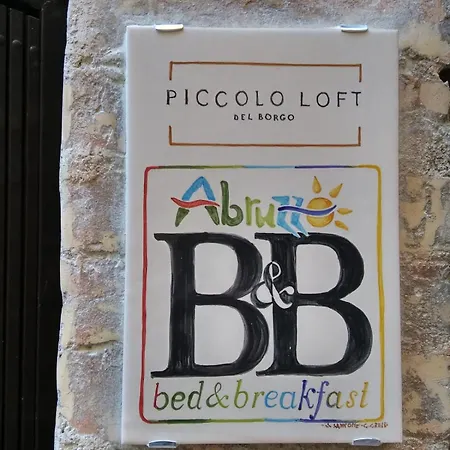 PICCOLO LOFT
DEL BORGO
Abruzzo
B&B
bed&breakfast